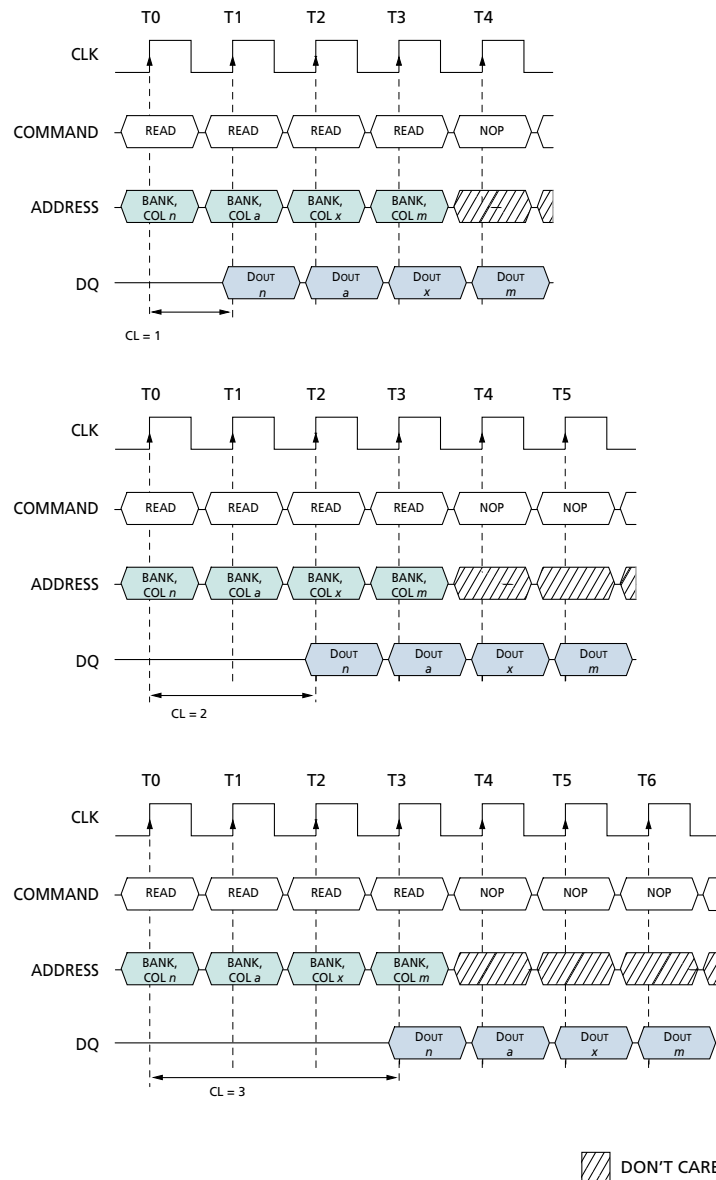 T0 T1 T2 T3 T4
CLK
COMMAND READ READ READ READ NOP
ADDRESS BANK, COL n BANK, COL a BANK, COL x BANK, COL m
DQ DOUT n DOUT a DOUT x DOUT m
CL = 1
T0 T1 T2 T3 T4 T5
CLK
COMMAND READ READ READ READ NOP NOP
ADDRESS BANK, COL n BANK, COL a BANK, COL x BANK, COL m
DQ DOUT n DOUT a DOUT x DOUT m
CL = 2
T0 T1 T2 T3 T4 T5 T6
CLK
COMMAND READ READ READ READ NOP NOP NOP
ADDRESS BANK, COL n BANK, COL a BANK, COL x BANK, COL m
DQ DOUT n DOUT a DOUT x DOUT m
CL = 3
DON'T CARE